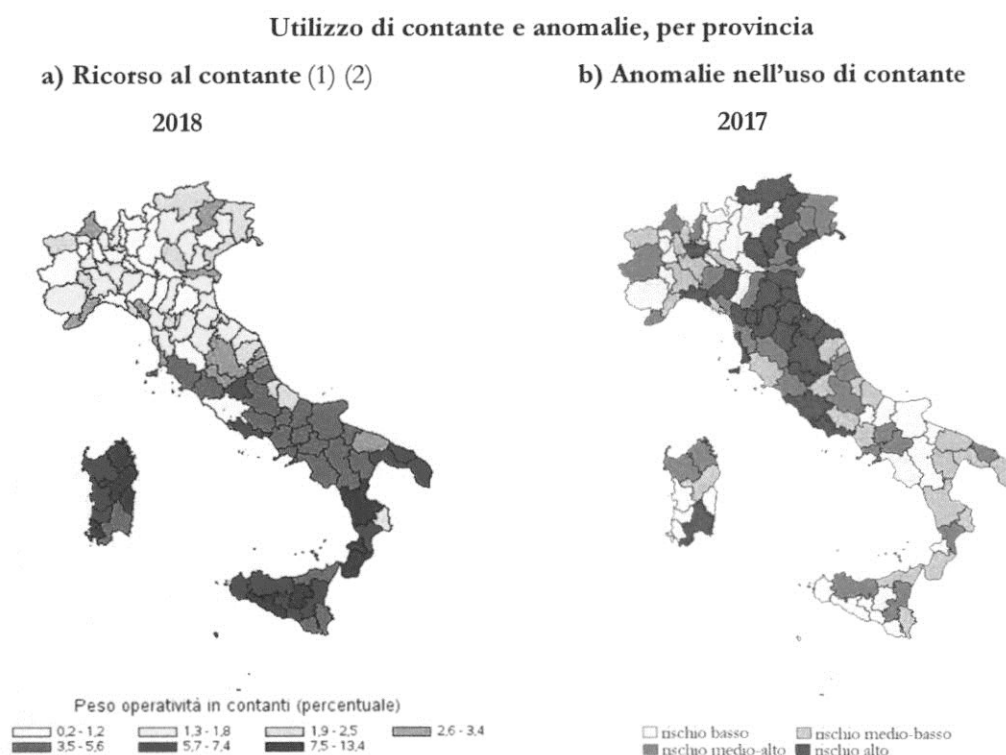 Utilizzo di contante e anomalie, per provincia
a) Ricorso al contante (1) (2)
2018
b) Anomalie nell'uso di contante
2017
Peso operatività in contanti (percentuale)
0,2 - 1,2 1,3 - 1,8 1,9 - 2,5 2,6 - 3,4
3,5 - 5,6 5,7 - 7,4 7,5 - 13,4
rischio basso rischio medio-basso
rischio medio-alto rischio alto